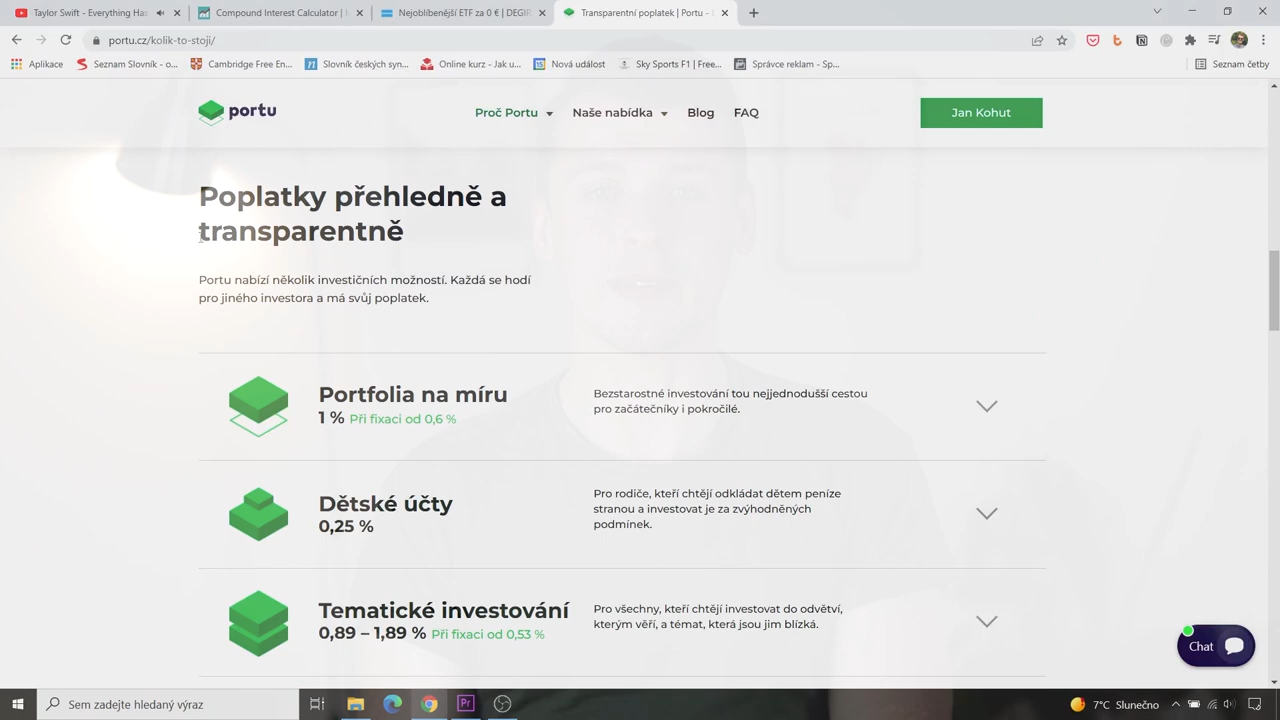 Taylor Swift - Everything Has
Compound Interest Calculator |
Nejoblíbenější ETF za 0 € | DEGIR
Transparentní poplatek | Portu -
portu.cz/kolik-to-stoji/
Aplikace
Seznam Slovník - o...
Cambridge Free En...
Slovník českých syn...
Online kurz - Jak u...
Nová událost
Sky Sports F1 | Free...
Správce reklam - Sp...
Seznam četby
portu
Proč Portu
Naše nabídka
Blog
FAQ
Jan Kohut
Poplatky přehledně a
transparentně
Portu nabízí několik investičních možností. Každá se hodí
pro jiného investora a má svůj poplatek.
Portfolia na míru
1 % Při fixaci od 0,6 %
Bezstarostné investování tou nejjednodušší cestou
pro začátečníky i pokročilé.
Dětské účty
0,25 %
Pro rodiče, kteří chtějí odkládat dětem peníze
stranou a investovat je za zvýhodněných
podmínek.
Tematické investování
0,89 – 1,89 % Při fixaci od 0,53 %
Pro všechny, kteří chtějí investovat do odvětví,
kterým věří, a témat, která jsou jim blízká.
Chat
Sem zadejte hledaný výraz
Pr
7°C Slunečno